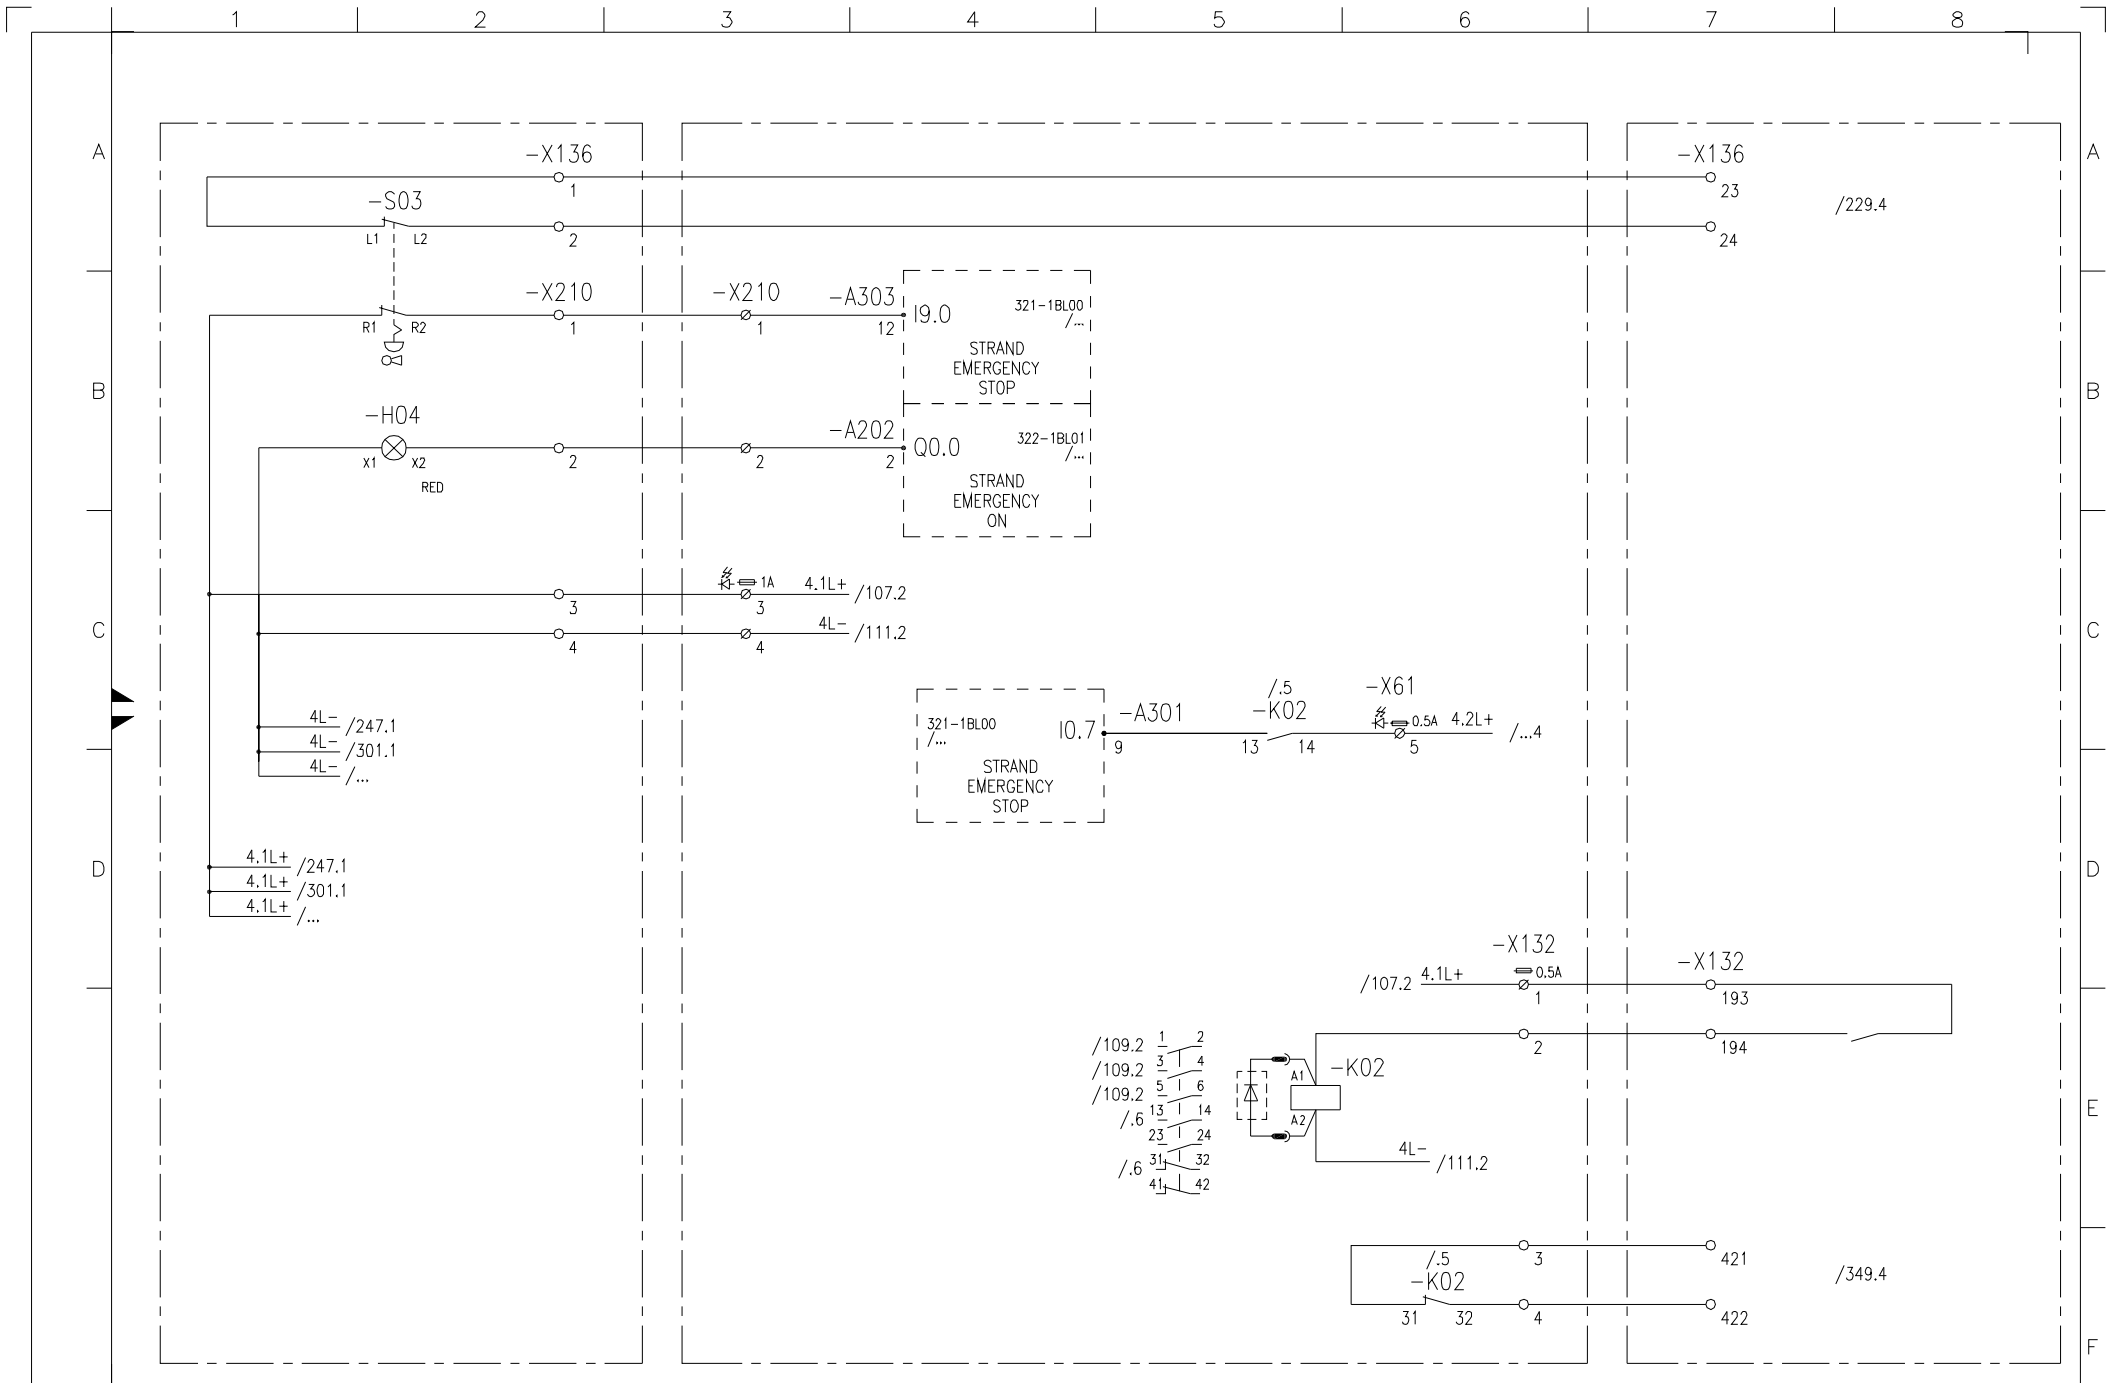 1 2 3 4 5 6 7 8
A A
-X136 -X136
1 23
-S03
/229.4
L1 L2 2 24
-X210 -X210 -A303
I9.0 321-1BL00
R1 R2 1 1 12 /...
STRAND
EMERGENCY
STOP
B B
-H04
-A202
Q0.0 322-1BL01
X1 X2 2 2 2 /...
RED
STRAND
EMERGENCY
ON
1A 4.1L+ /107.2
3 3
C 4L- /111.2 C
4 4
/.5 -X61
-A301 -K02
4L- /247.1
321-1BL00 I0.7 0.5A 4.2L+ /...4
/... 9 13 14 5
4L- /301.1
4L- /...
STRAND
EMERGENCY
STOP
4.1L+ /247.1
D D
4.1L+ /301.1
4.1L+ /...
-X132 -X132
/107.2 4.1L+ 0.5A
1 193
2 194
/109.2 1 2
/109.2 3 4
/109.2 5 6
/.6 13 14
23 24
/.6 31 32
41 42
A1 -K02
A2
E
4L- /111.2
/.5 3 421
-K02 /349.4
31 32 4 422
F